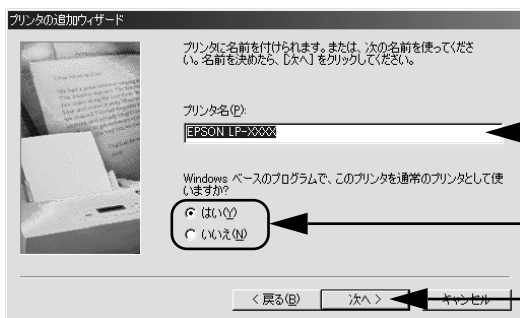 プリンタの追加ウィザード
プリンタに名前を付けられます。または、次の名前を使ってくださ
い。名前を決めたら、[次へ] をクリックしてください。
プリンタ名(P):
EPSON LP-XXXX
Windows ベースのプログラムで、このプリンタを通常のプリンタとして使
いますか?
はい(Y)
いいえ(N)
< 戻る(B)
次へ >
キャンセル